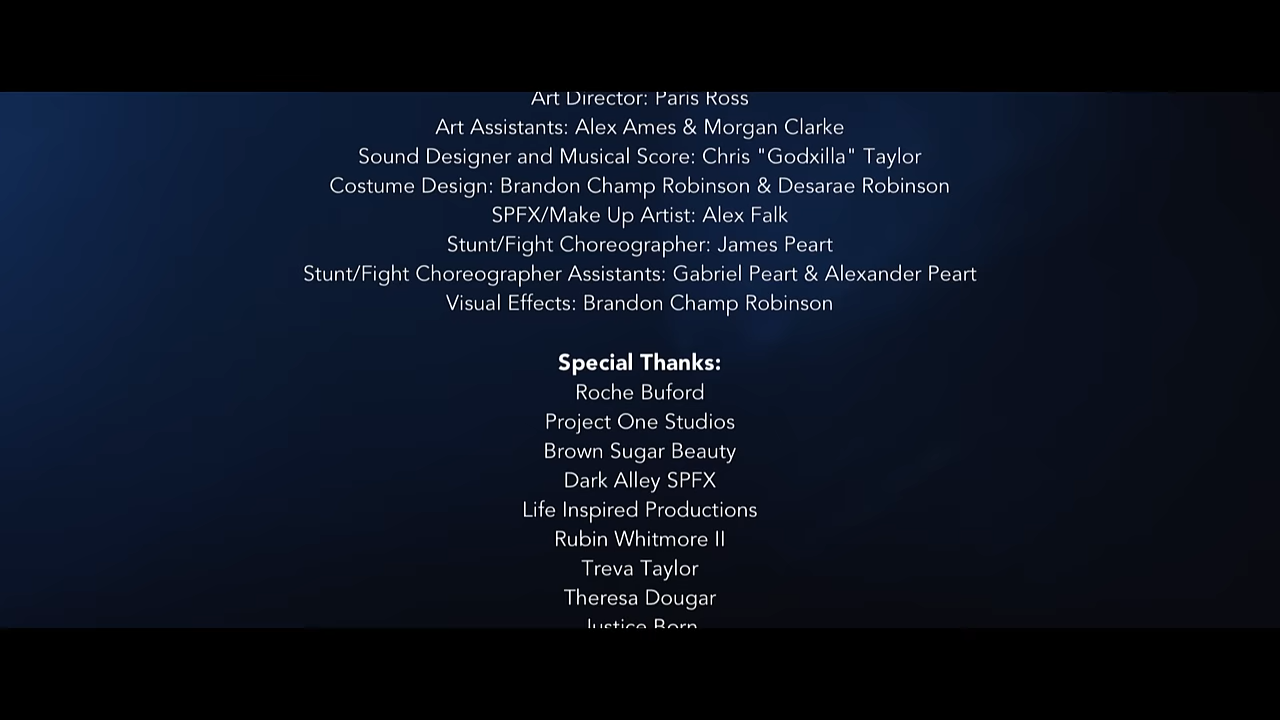 Art Director: Paris Ross
Art Assistants: Alex Ames & Morgan Clarke
Sound Designer and Musical Score: Chris "Godxilla" Taylor
Costume Design: Brandon Champ Robinson & Desarae Robinson
SPFX/Make Up Artist: Alex Falk
Stunt/Fight Choreographer: James Peart
Stunt/Fight Choreographer Assistants: Gabriel Peart & Alexander Peart
Visual Effects: Brandon Champ Robinson
Special Thanks:
Roche Buford
Project One Studios
Brown Sugar Beauty
Dark Alley SPFX
Life Inspired Productions
Rubin Whitmore II
Treva Taylor
Theresa Dougar
Justice Born